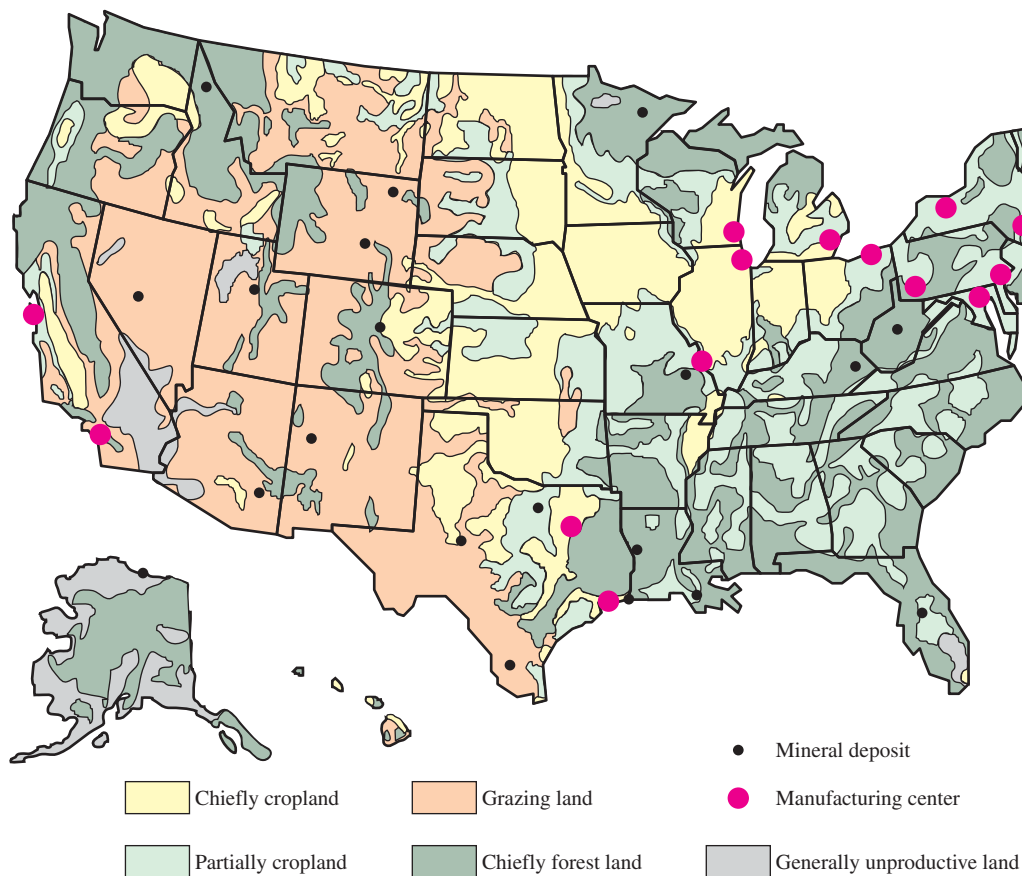 Mineral deposit
Chiefly cropland
Grazing land
Manufacturing center
Partially cropland
Chiefly forest land
Generally unproductive land